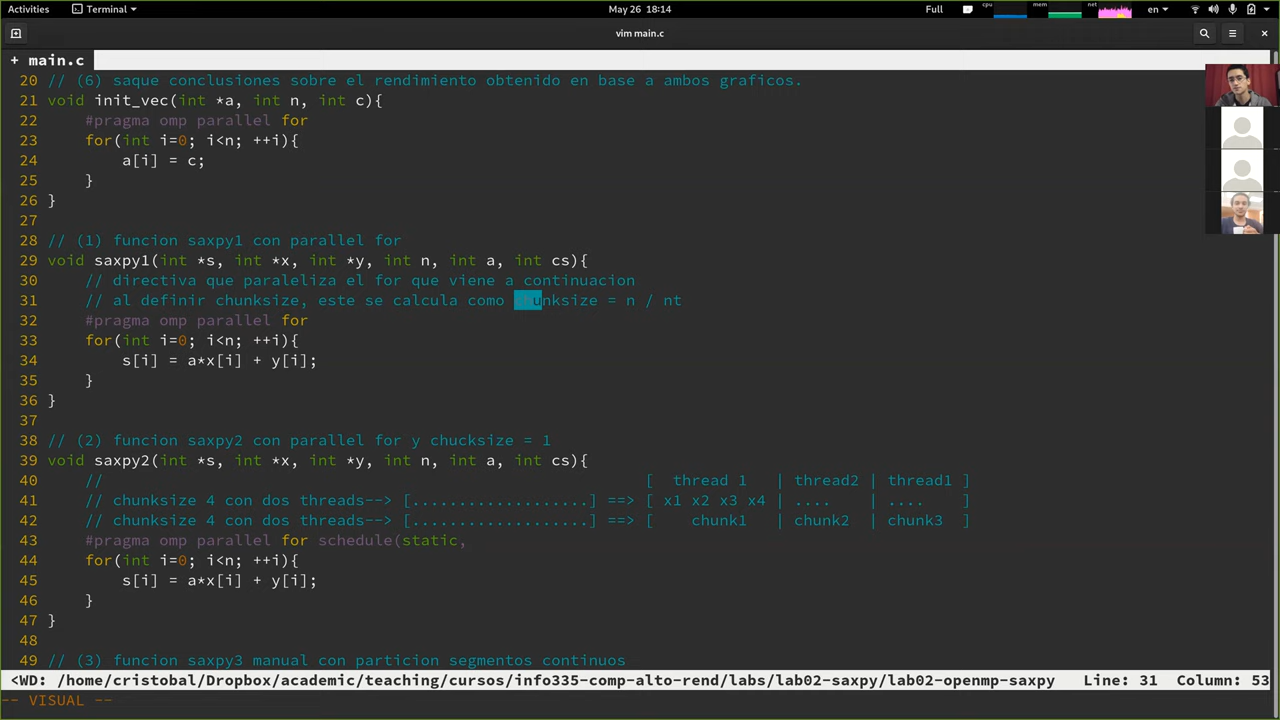 Activities Terminal May 26 18:14 Full cpu mem net en
vim main.c
+ main.c
20 // (6) saque conclusiones sobre el rendimiento obtenido en base a ambos graficos.
21 void init_vec(int *a, int n, int c){
22 #pragma omp parallel for
23 for(int i=0; i<n; ++i){
24 a[i] = c;
25 }
26 }
27
28 // (1) funcion saxpy1 con parallel for
29 void saxpy1(int *s, int *x, int *y, int n, int a, int cs){
30 // directiva que paraleliza el for que viene a continuacion
31 // al definir chunksize, este se calcula como chunksize = n / nt
32 #pragma omp parallel for
33 for(int i=0; i<n; ++i){
34 s[i] = a*x[i] + y[i];
35 }
36 }
37
38 // (2) funcion saxpy2 con parallel for y chucksize = 1
39 void saxpy2(int *s, int *x, int *y, int n, int a, int cs){
40 // [ thread 1 | thread2 | thread1 ]
41 // chunksize 4 con dos threads--> [...................] ==> [ x1 x2 x3 x4 | .... | .... ]
42 // chunksize 4 con dos threads--> [...................] ==> [ chunk1 | chunk2 | chunk3 ]
43 #pragma omp parallel for schedule(static,
44 for(int i=0; i<n; ++i){
45 s[i] = a*x[i] + y[i];
46 }
47 }
48
49 // (3) funcion saxpy3 manual con particion segmentos continuos
<WD: /home/cristobal/Dropbox/academic/teaching/cursos/info335-comp-alto-rend/labs/lab02-saxpy/lab02-openmp-saxpy Line: 31 Column: 53
-- VISUAL --